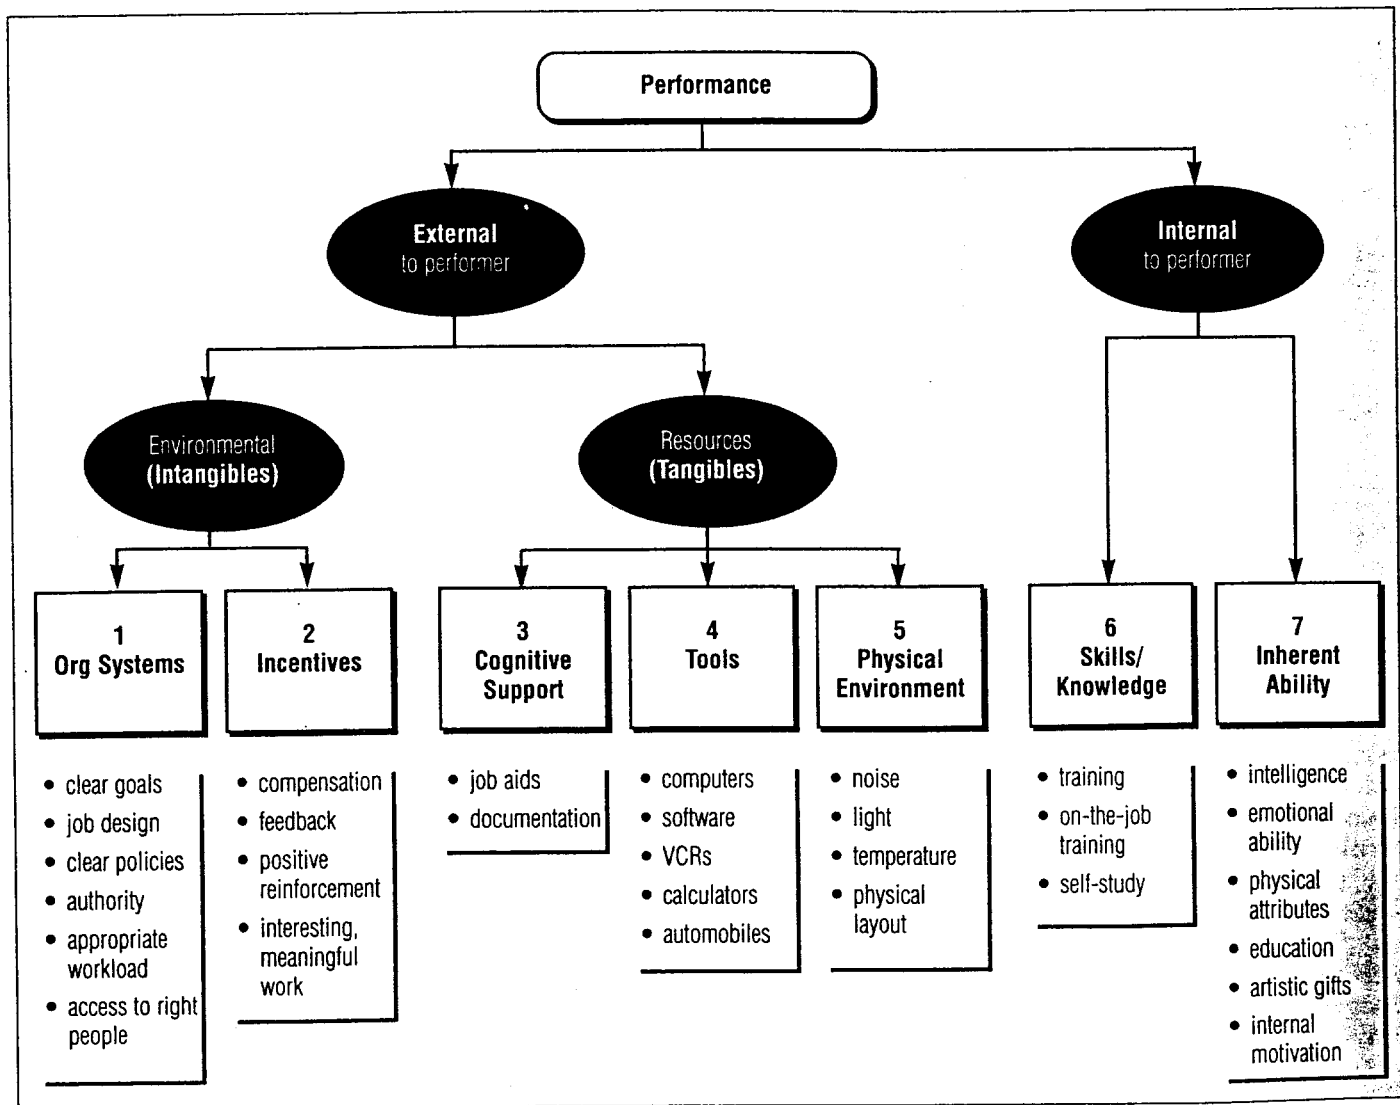 Performance
External
to performer
Internal
to performer
Environmental
(Intangibles)
Resources
(Tangibles)
1
Org Systems
2
Incentives
3
Cognitive
Support
4
Tools
5
Physical
Environment
6
Skills/
Knowledge
7
Inherent
Ability
• clear goals
• job design
• clear policies
• authority
• appropriate
workload
• access to right
people
• compensation
• feedback
• positive
reinforcement
• interesting,
meaningful
work
• job aids
• documentation
• computers
• software
• VCRs
• calculators
• automobiles
• noise
• light
• temperature
• physical
layout
• training
• on-the-job
training
• self-study
• intelligence
• emotional
ability
• physical
attributes
• education
• artistic gifts
• internal
motivation